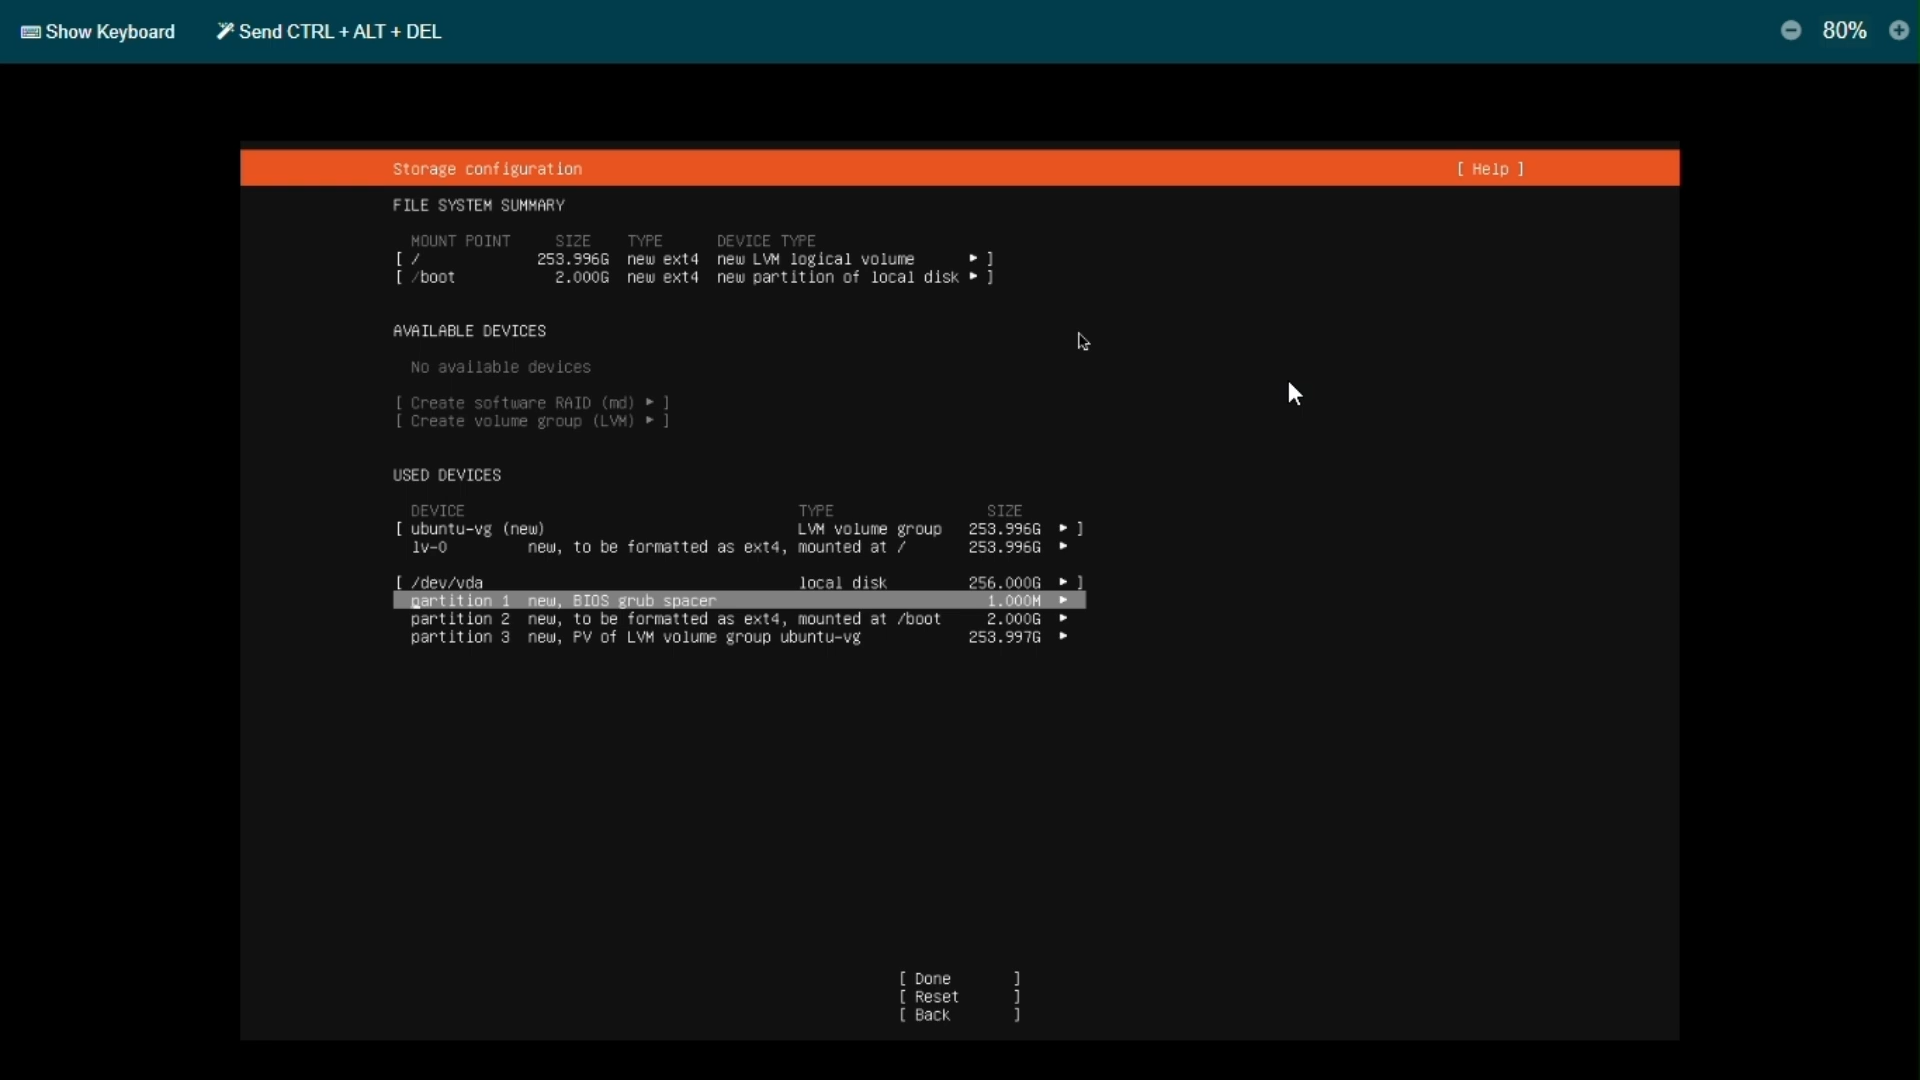 Show Keyboard Send CTRL + ALT + DEL 80%
Storage configuration [ Help ]
FILE SYSTEM SUMMARY
MOUNT POINT SIZE TYPE DEVICE TYPE
[ / 253.996G new ext4 new LVM logical volume ▸ ]
[ /boot 2.000G new ext4 new partition of local disk ▸ ]
AVAILABLE DEVICES
No available devices
[ Create software RAID (md) ▸ ]
[ Create volume group (LVM) ▸ ]
USED DEVICES
DEVICE TYPE SIZE
[ ubuntu-vg (new) LVM volume group 253.996G ▸ ]
lv-0 new, to be formatted as ext4, mounted at / 253.996G ▸
[ /dev/vda local disk 256.000G ▸ ]
partition 1 new, BIOS grub spacer 1.000M ▸
partition 2 new, to be formatted as ext4, mounted at /boot 2.000G ▸
partition 3 new, PV of LVM volume group ubuntu-vg 253.997G ▸
[ Done ]
[ Reset ]
[ Back ]